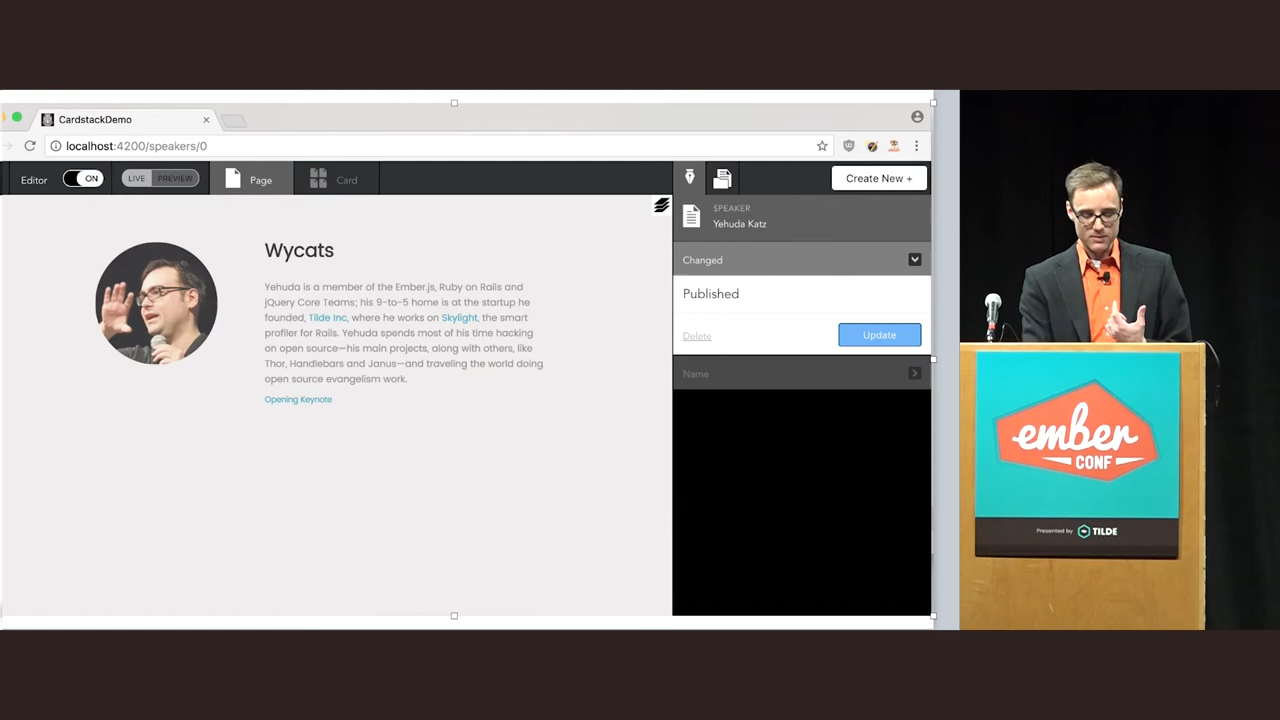 CardstackDemo
localhost:4200/speakers/0
Editor ON LIVE PREVIEW Page Card
Create New +
SPEAKER
Yehuda Katz
Changed
Published
Delete Update
Name
Wycats
Yehuda is a member of the Ember.js, Ruby on Rails and
jQuery Core Teams; his 9-to-5 home is at the startup he
founded, Tilde Inc, where he works on Skylight, the smart
profiler for Rails. Yehuda spends most of his time hacking
on open source—his main projects, along with others, like
Thor, Handlebars and Janus—and traveling the world doing
open source evangelism work.
Opening Keynote
ember
CONF
Presented by TILDE